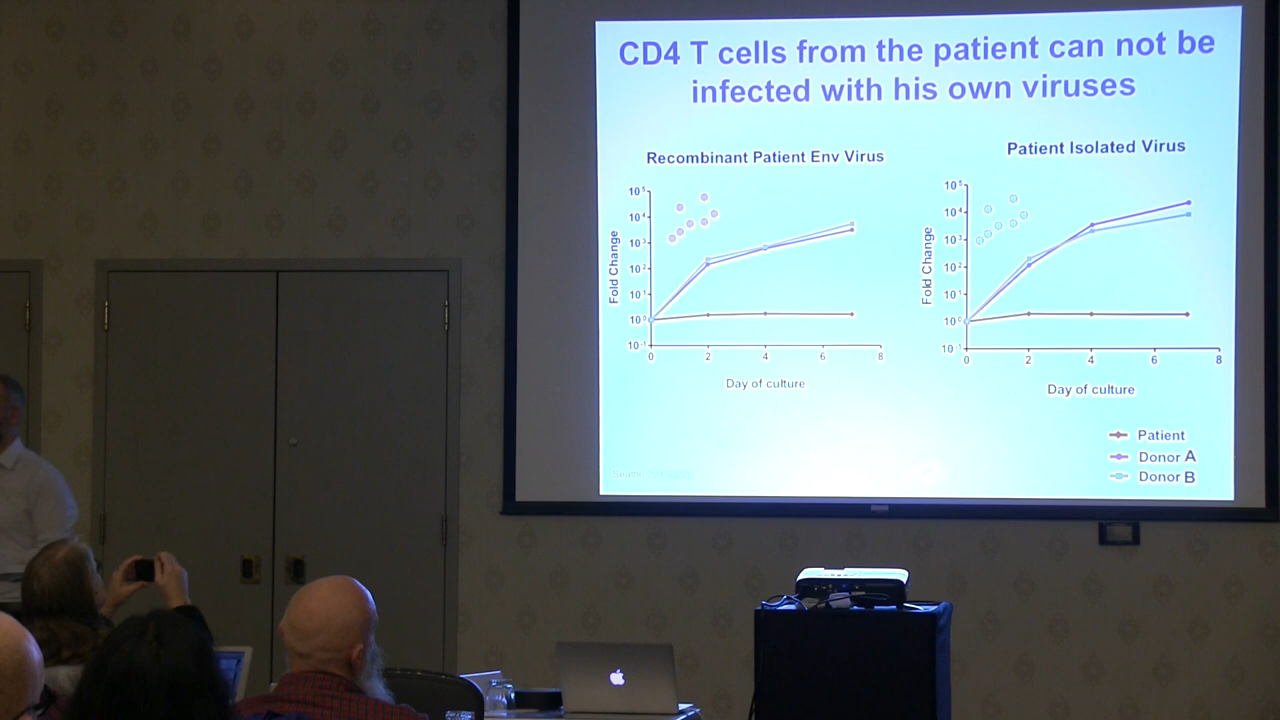 CD4 T cells from the patient can not be
infected with his own viruses
Recombinant Patient Env Virus
Patient Isolated Virus
Fold Change
10⁵
10⁴
10³
10²
10¹
10⁰
10⁻¹
0 2 4 6 8
Day of culture
Fold Change
10⁵
10⁴
10³
10²
10¹
10⁰
10⁻¹
0 2 4 6 8
Day of culture
Patient
Donor A
Donor B